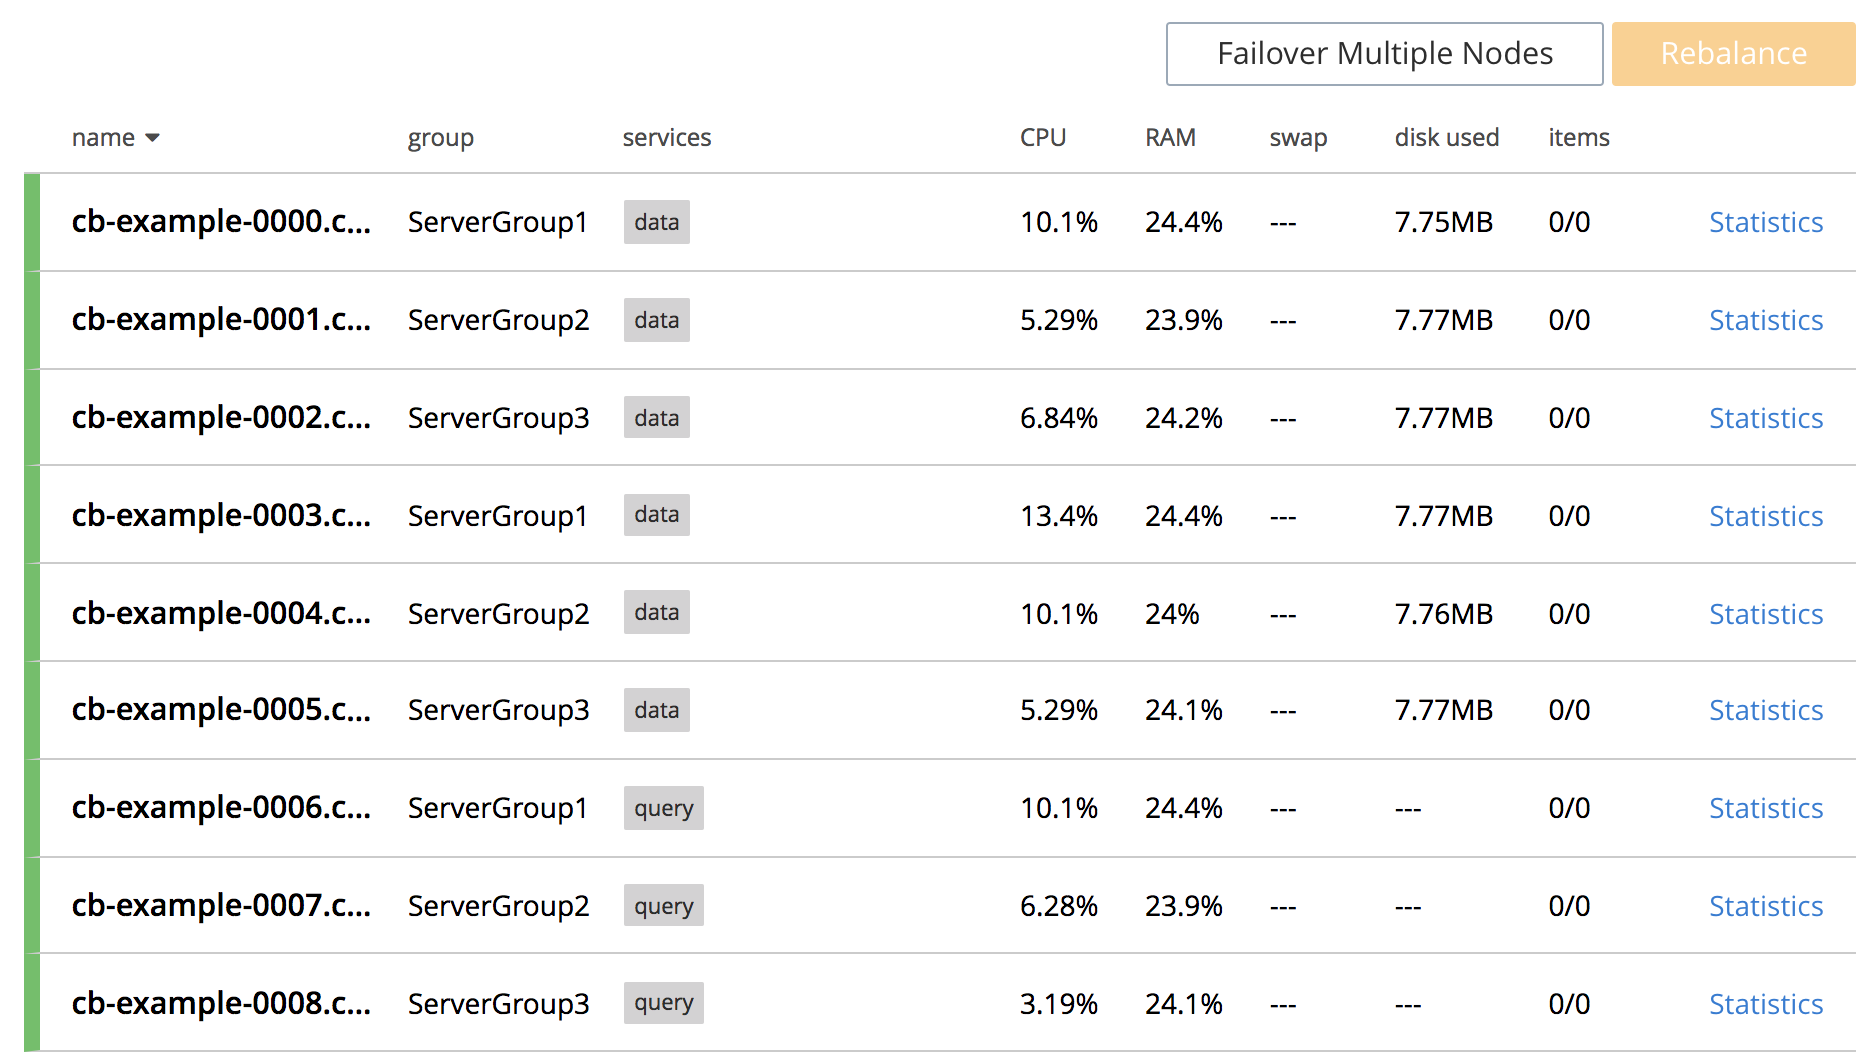 Failover Multiple Nodes Rebalance
name group services CPU RAM swap disk used items
cb-example-0000.c... ServerGroup1 data 10.1% 24.4% --- 7.75MB 0/0 Statistics
cb-example-0001.c... ServerGroup2 data 5.29% 23.9% --- 7.77MB 0/0 Statistics
cb-example-0002.c... ServerGroup3 data 6.84% 24.2% --- 7.77MB 0/0 Statistics
cb-example-0003.c... ServerGroup1 data 13.4% 24.4% --- 7.77MB 0/0 Statistics
cb-example-0004.c... ServerGroup2 data 10.1% 24% --- 7.76MB 0/0 Statistics
cb-example-0005.c... ServerGroup3 data 5.29% 24.1% --- 7.77MB 0/0 Statistics
cb-example-0006.c... ServerGroup1 query 10.1% 24.4% --- --- 0/0 Statistics
cb-example-0007.c... ServerGroup2 query 6.28% 23.9% --- --- 0/0 Statistics
cb-example-0008.c... ServerGroup3 query 3.19% 24.1% --- --- 0/0 Statistics